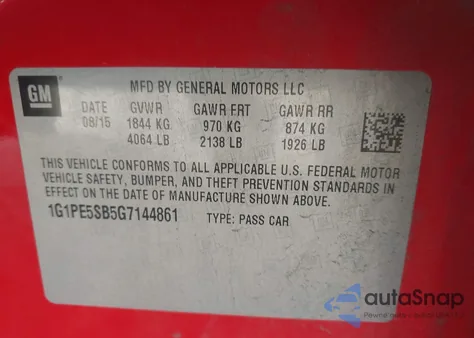 GM
MFD BY GENERAL MOTORS LLC
DATE GVWR GAWR FRT GAWR RR
08/15 1844 KG 970 KG 874 KG
4064 LB 2138 LB 1926 LB
THIS VEHICLE CONFORMS TO ALL APPLICABLE U.S. FEDERAL MOTOR
VEHICLE SAFETY, BUMPER, AND THEFT PREVENTION STANDARDS IN
EFFECT ON THE DATE OF MANUFACTURE SHOWN ABOVE.
1G1PE5SB5G7144861 TYPE: PASS CAR
autoSnap